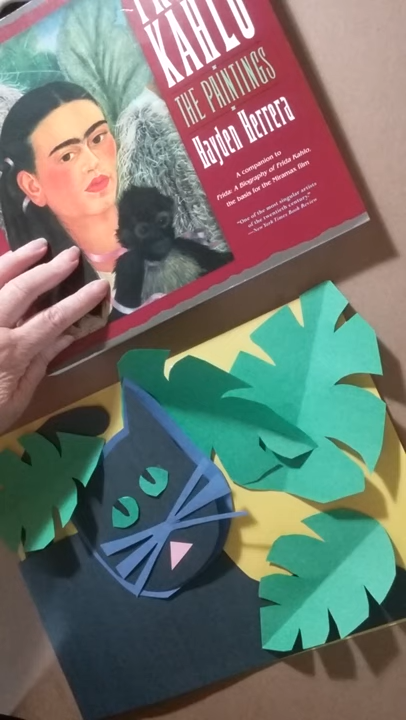 KAHLO
THE PAINTINGS
Hayden Herrera
A companion to
Frida: A Biography of Frida Kahlo,
the basis for the Miramax film
"One of the most singular artists
of the twentieth century."
—New York Times Book Review